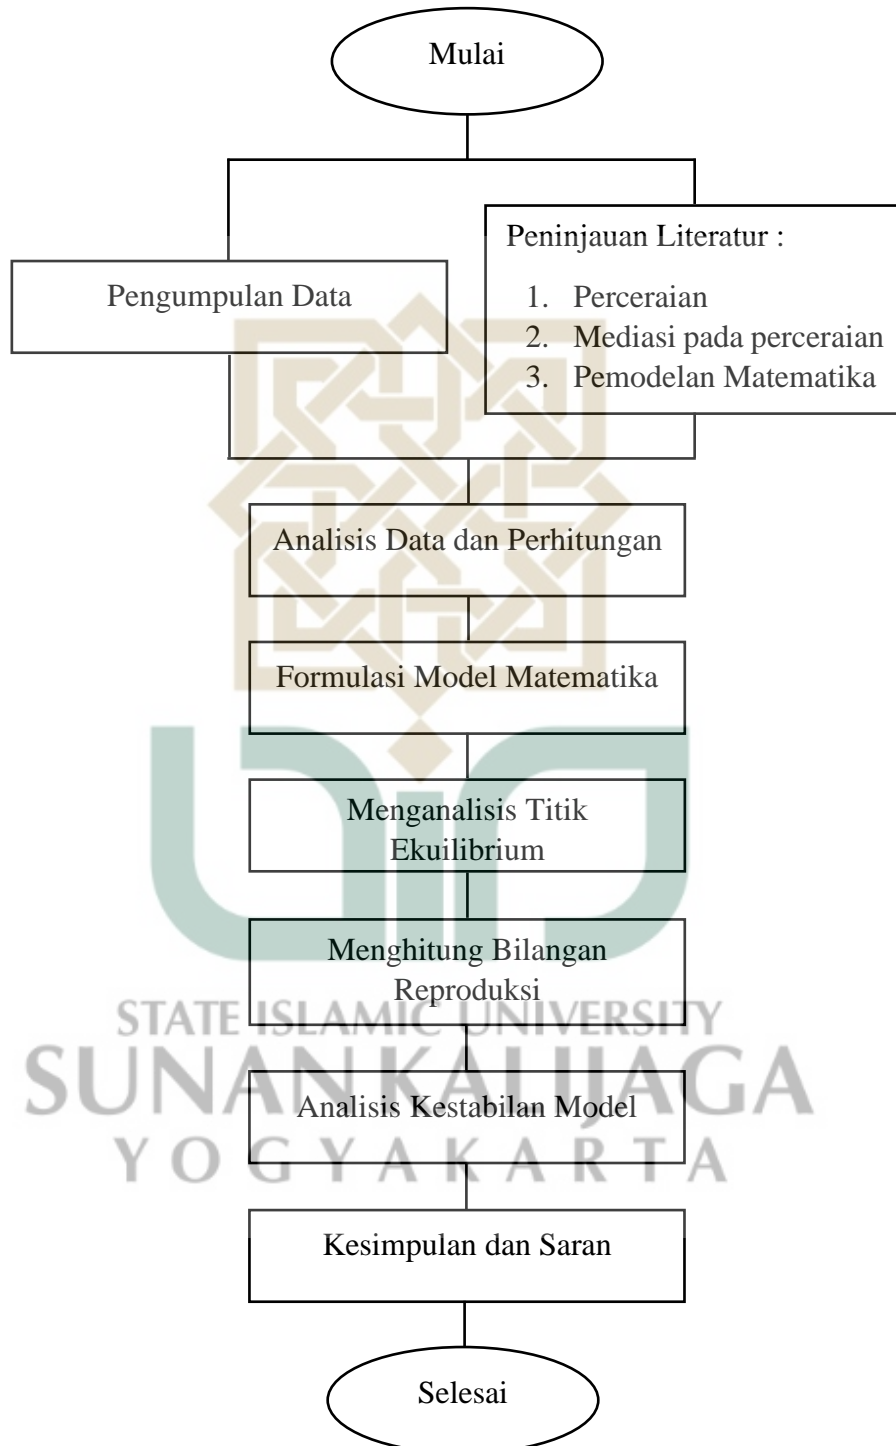 Mulai
Pengumpulan Data
Peninjauan Literatur :
1. Perceraian
2. Mediasi pada perceraian
3. Pemodelan Matematika
Analisis Data dan Perhitungan
Formulasi Model Matematika
Menganalisis Titik
Ekuilibrium
Menghitung Bilangan
Reproduksi
STATE ISLAMIC UNIVERSITY
SUNAN KALIJAGA
Analisis Kestabilan Model
YOGYAKARTA
Kesimpulan dan Saran
Selesai